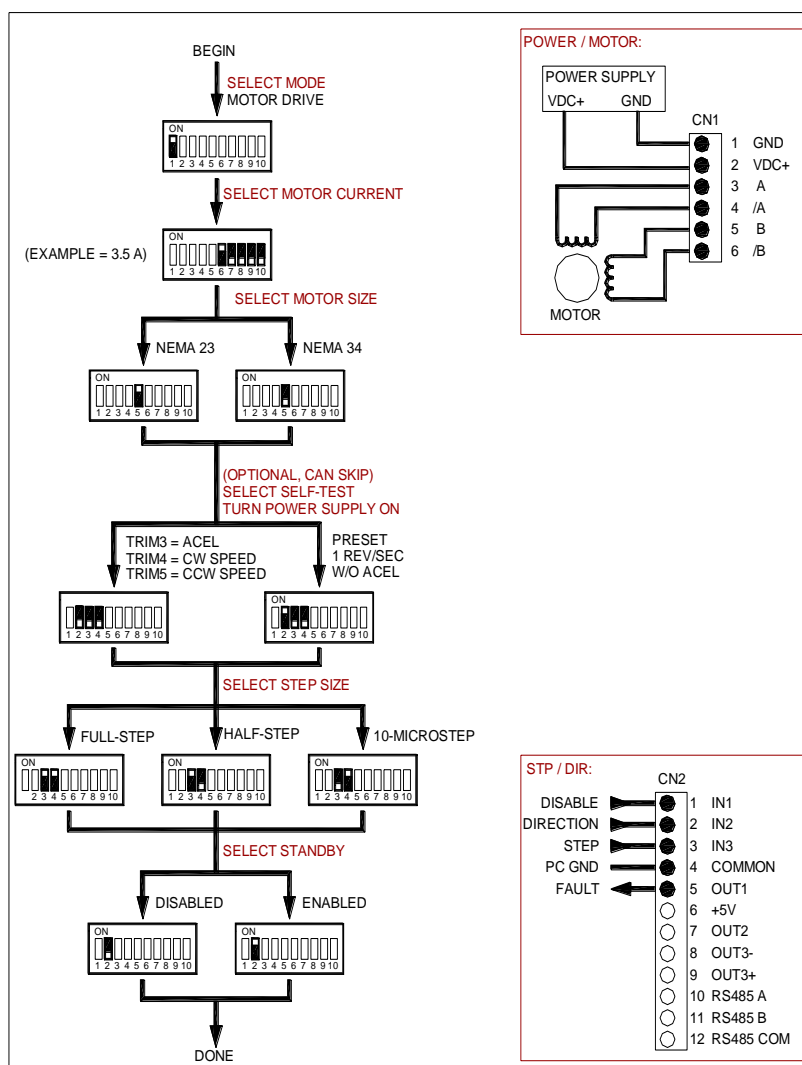 BEGIN
SELECT MODE
MOTOR DRIVE
ON
1 2 3 4 5 6 7 8 9 10
SELECT MOTOR CURRENT
(EXAMPLE = 3.5 A)
ON
1 2 3 4 5 6 7 8 9 10
SELECT MOTOR SIZE
NEMA 23
NEMA 34
ON
1 2 3 4 5 6 7 8 9 10
ON
1 2 3 4 5 6 7 8 9 10
(OPTIONAL, CAN SKIP)
SELECT SELF-TEST
TURN POWER SUPPLY ON
TRIM3 = ACEL
TRIM4 = CW SPEED
TRIM5 = CCW SPEED
PRESET
1 REV/SEC
W/O ACEL
ON
1 2 3 4 5 6 7 8 9 10
ON
1 2 3 4 5 6 7 8 9 10
SELECT STEP SIZE
FULL-STEP
HALF-STEP
10-MICROSTEP
ON
2 3 4 5 6 7 8 9 10
ON
1 2 3 4 5 6 7 8 9 10
ON
1 2 3 4 5 6 7 8 9 10
SELECT STANDBY
DISABLED
ENABLED
ON
1 2 3 4 5 6 7 8 9 10
ON
1 2 3 4 5 6 7 8 9 10
DONE
POWER / MOTOR:
POWER SUPPLY
VDC+ GND
CN1
1 GND
2 VDC+
3 A
4 /A
5 B
6 /B
MOTOR
STP / DIR:
CN2
DISABLE 1 IN1
DIRECTION 2 IN2
STEP 3 IN3
PC GND 4 COMMON
FAULT 5 OUT1
6 +5V
7 OUT2
8 OUT3-
9 OUT3+
10 RS485 A
11 RS485 B
12 RS485 COM